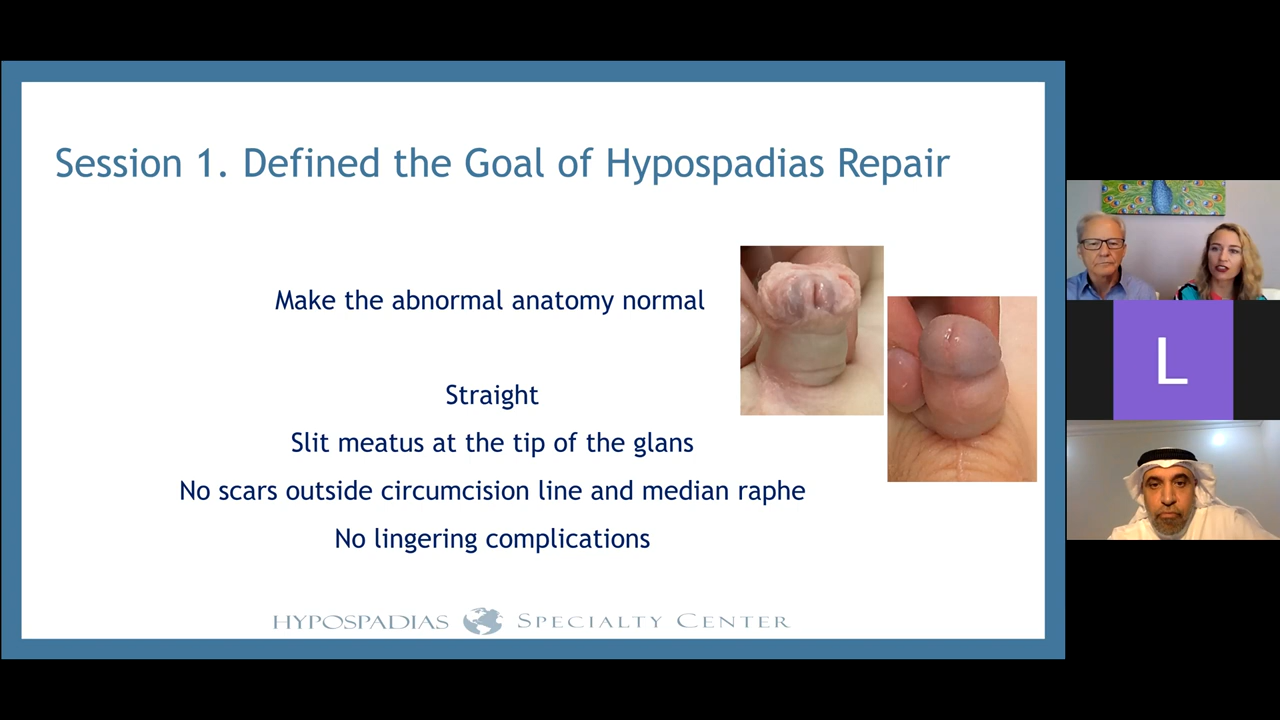 Session 1. Defined the Goal of Hypospadias Repair
Make the abnormal anatomy normal
Straight
Slit meatus at the tip of the glans
No scars outside circumcision line and median raphe
No lingering complications
HYPOSPADIAS SPECIALTY CENTER
L